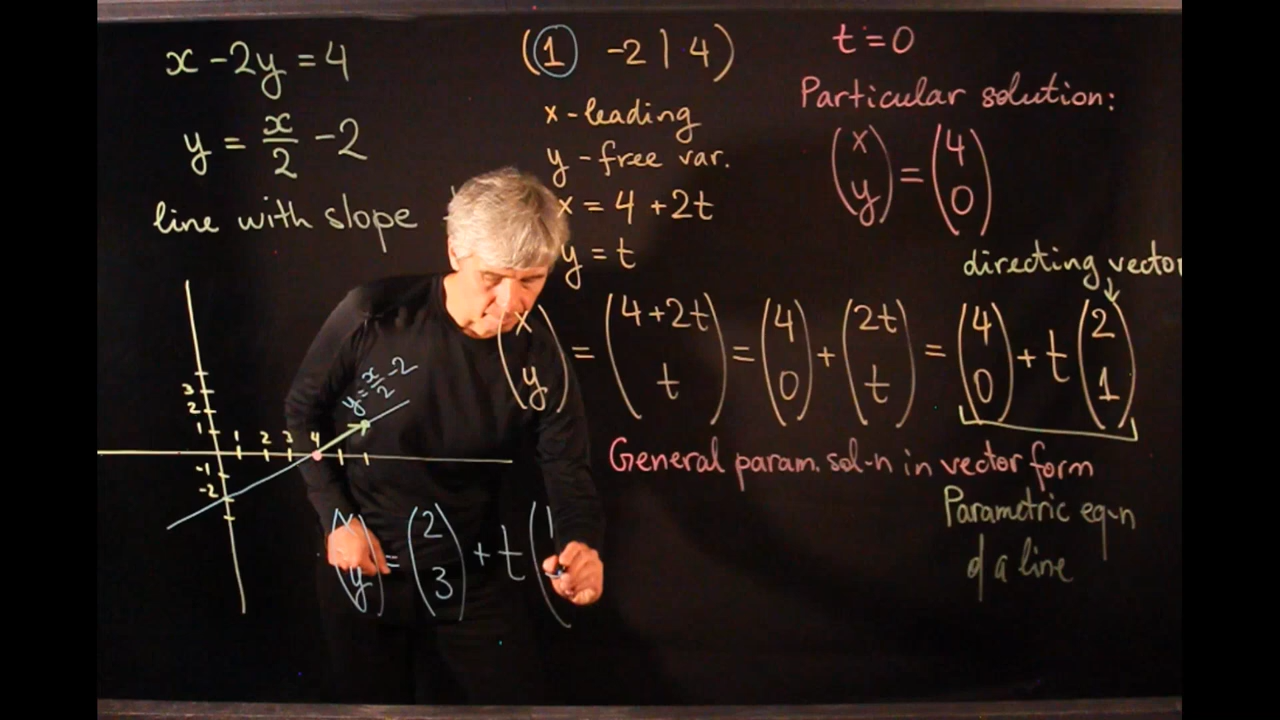 x - 2y = 4
y = x/2 - 2
line with slope
(1 -2 | 4)
x - leading
y - free var.
x = 4 + 2t
y = t
t = 0
Particular solution:
(x y) = (4 0)
directing vector
(x y) = (4+2t t) = (4 0) + (2t t) = (4 0) + t (2 1)
General param. sol-n in vector form
Parametric eq-n
of a line
y = x/2 - 2
3
2
1
1 2 3 4
-1
-2
(x y) = (2 3) + t (1